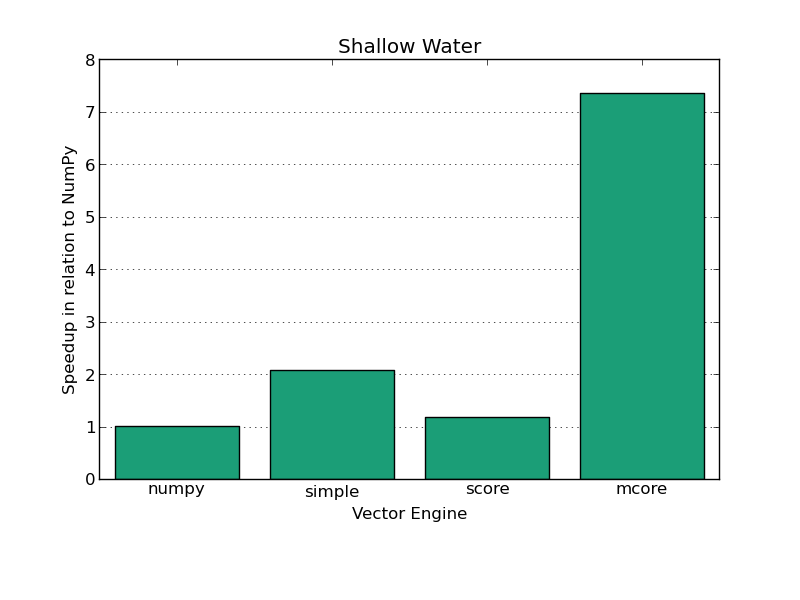 Shallow Water
8
7
6
5
4
3
2
1
0
Speedup in relation to NumPy
numpy simple score mcore
Vector Engine